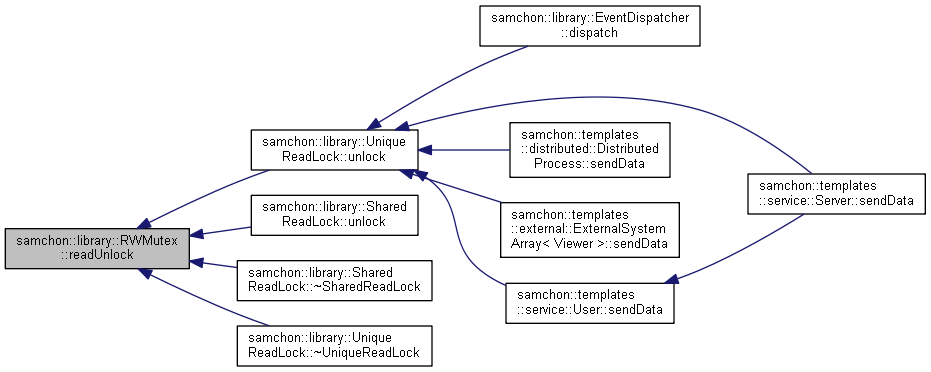 samchon::library::EventDispatcher
::dispatch
samchon::library::Unique
ReadLock::unlock
samchon::templates
::distributed::Distributed
Process::sendData
samchon::templates
::service::Server::sendData
samchon::library::Shared
ReadLock::unlock
samchon::templates
::external::ExternalSystem
Array< Viewer >::sendData
samchon::library::RWMutex
::readUnlock
samchon::library::Shared
ReadLock::~SharedReadLock
samchon::templates
::service::User::sendData
samchon::library::Unique
ReadLock::~UniqueReadLock